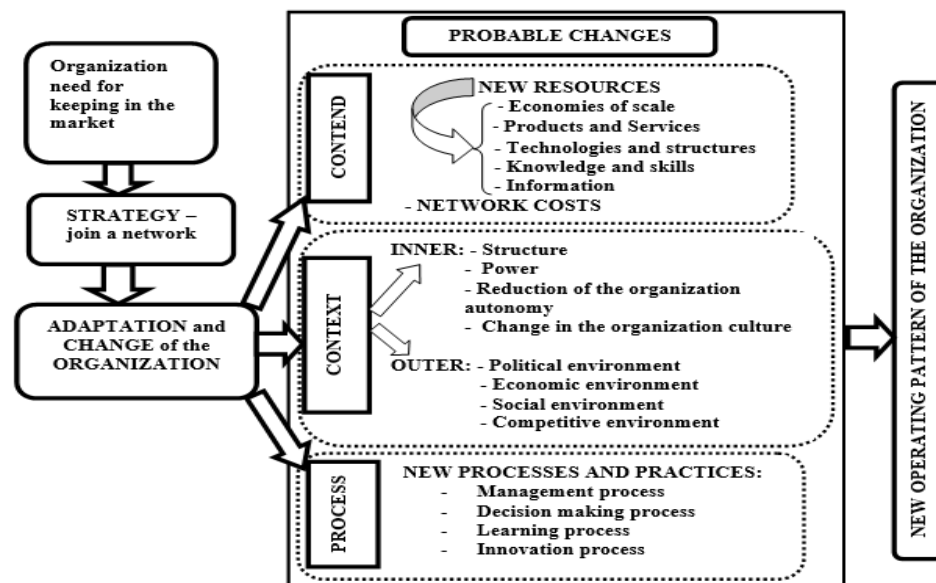 Organization
need for
keeping in the
market
STRATEGY –
join a network
ADAPTATION and
CHANGE of the
ORGANIZATION
PROBABLE CHANGES
CONTEND
NEW RESOURCES
- Economies of scale
- Products and Services
- Technologies and structures
- Knowledge and skills
- Information
- NETWORK COSTS
CONTEXT
INNER: - Structure
- Power
- Reduction of the organization
autonomy
- Change in the organization culture
OUTER: - Political environment
- Economic environment
- Social environment
- Competitive environment
PROCESS
NEW PROCESSES AND PRACTICES:
- Management process
- Decision making process
- Learning process
- Innovation process
NEW OPERATING PATTERN OF THE ORGANIZATION